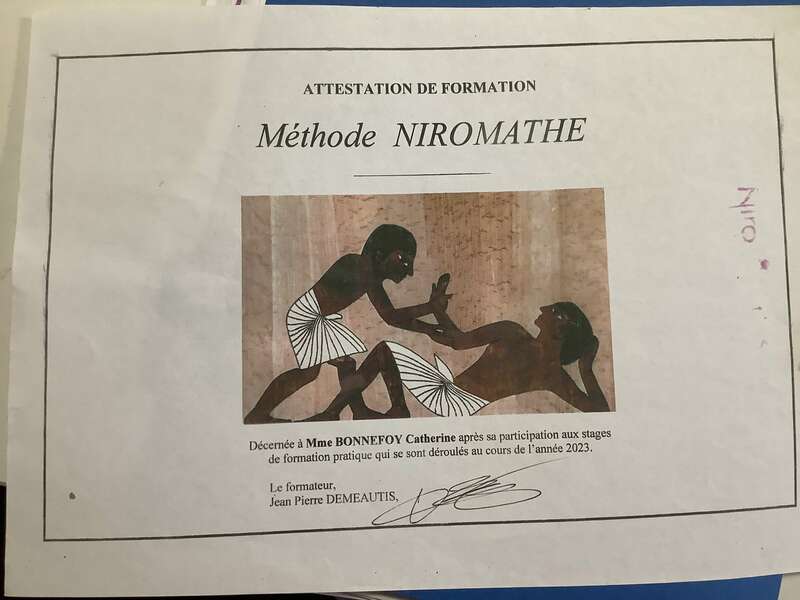 ATTESTATION DE FORMATION
Méthode NIROMATHE
Décernée à Mme BONNEFOY Catherine après sa participation aux stages
de formation pratique qui se sont déroulés au cours de l'année 2023.
Le formateur,
Jean Pierre DEMEAUTIS,
Niro